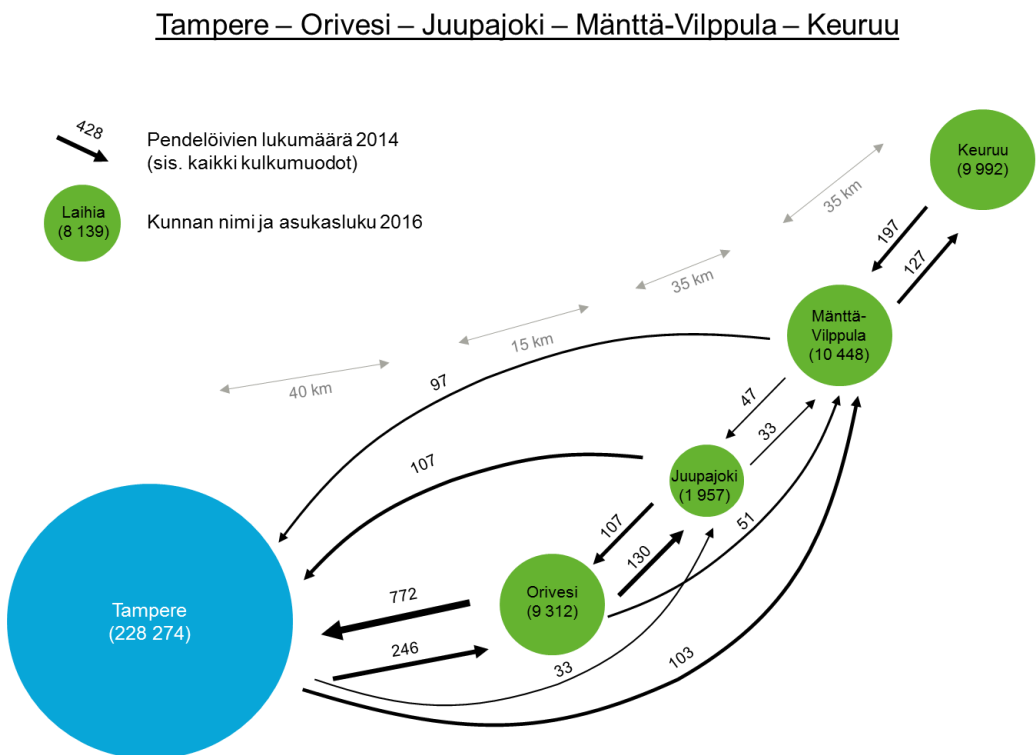 Tampere – Orivesi – Juupajoki – Mänttä-Vilppula – Keuruu
428
Pendelöivien lukumäärä 2014
(sis. kaikki kulkumuodot)
Laihia
(8 139)
Kunnan nimi ja asukasluku 2016
Keuruu
(9 992)
35 km
197
127
35 km
Mänttä-
Vilppula
(10 448)
15 km
40 km
97
47
33
107
Juupajoki
(1 957)
51
107
130
Orivesi
(9 312)
772
Tampere
(228 274)
246
33
103